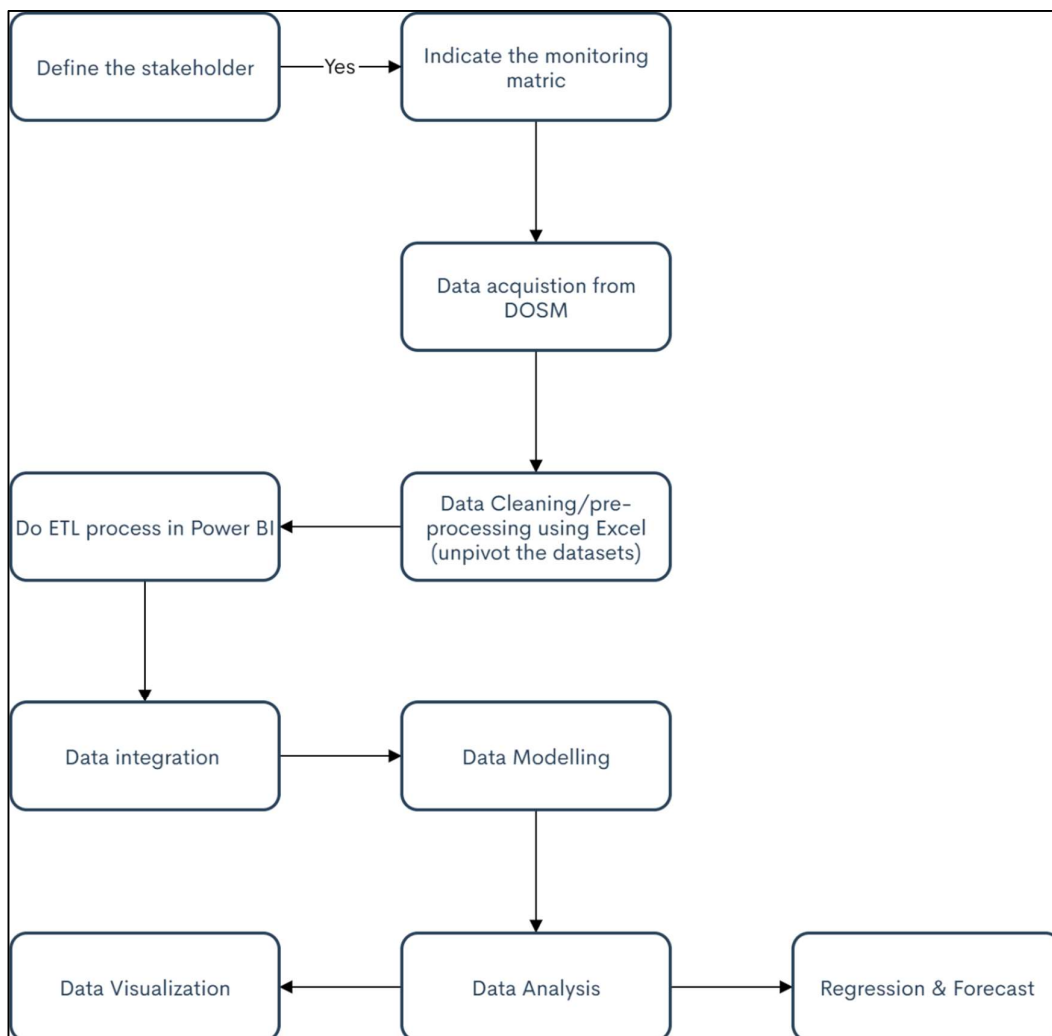 Define the stakeholder
Yes
Indicate the monitoring
matric
Data acquistion from
DOSM
Do ETL process in Power BI
Data Cleaning/pre-
processing using Excel
(unpivot the datasets)
Data integration
Data Modelling
Data Visualization
Data Analysis
Regression & Forecast